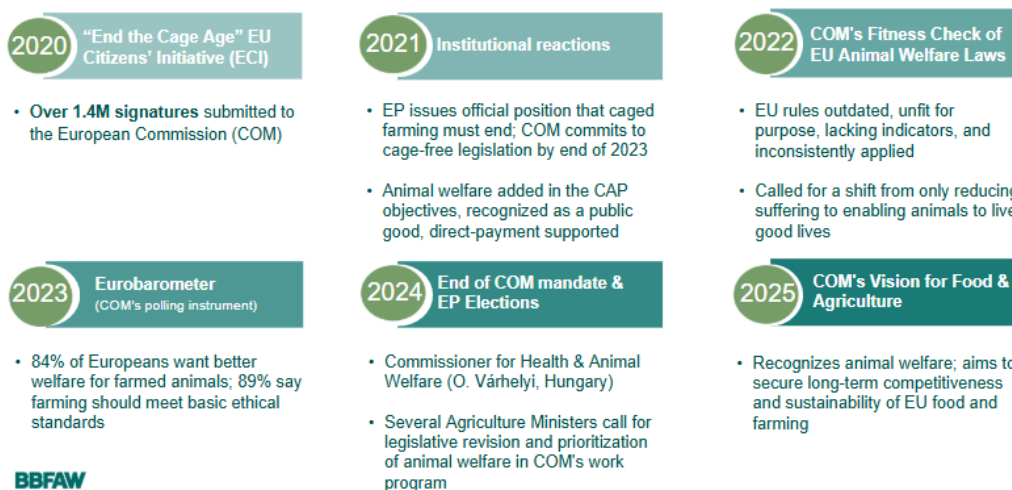 2020
“End the Cage Age” EU
Citizens’ Initiative (ECI)
• Over 1.4M signatures submitted to
the European Commission (COM)
2021
Institutional reactions
• EP issues official position that caged
farming must end; COM commits to
cage-free legislation by end of 2023
• Animal welfare added in the CAP
objectives, recognized as a public
good, direct-payment supported
2022
COM's Fitness Check of
EU Animal Welfare Laws
• EU rules outdated, unfit for
purpose, lacking indicators, and
inconsistently applied
• Called for a shift from only reducing
suffering to enabling animals to live
good lives
2023
Eurobarometer
(COM's polling instrument)
• 84% of Europeans want better
welfare for farmed animals; 89% say
farming should meet basic ethical
standards
2024
End of COM mandate &
EP Elections
• Commissioner for Health & Animal
Welfare (O. Várhelyi, Hungary)
• Several Agriculture Ministers call for
legislative revision and prioritization
of animal welfare in COM's work
program
2025
COM's Vision for Food &
Agriculture
• Recognizes animal welfare; aims to
secure long-term competitiveness
and sustainability of EU food and
farming
BBFAW